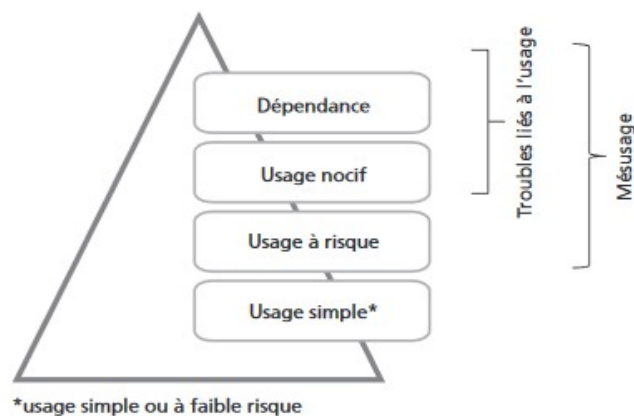 Dépendance
Usage nocif
Usage à risque
Usage simple*
Troubles liés à l'usage
Mésusage
*usage simple ou à faible risque